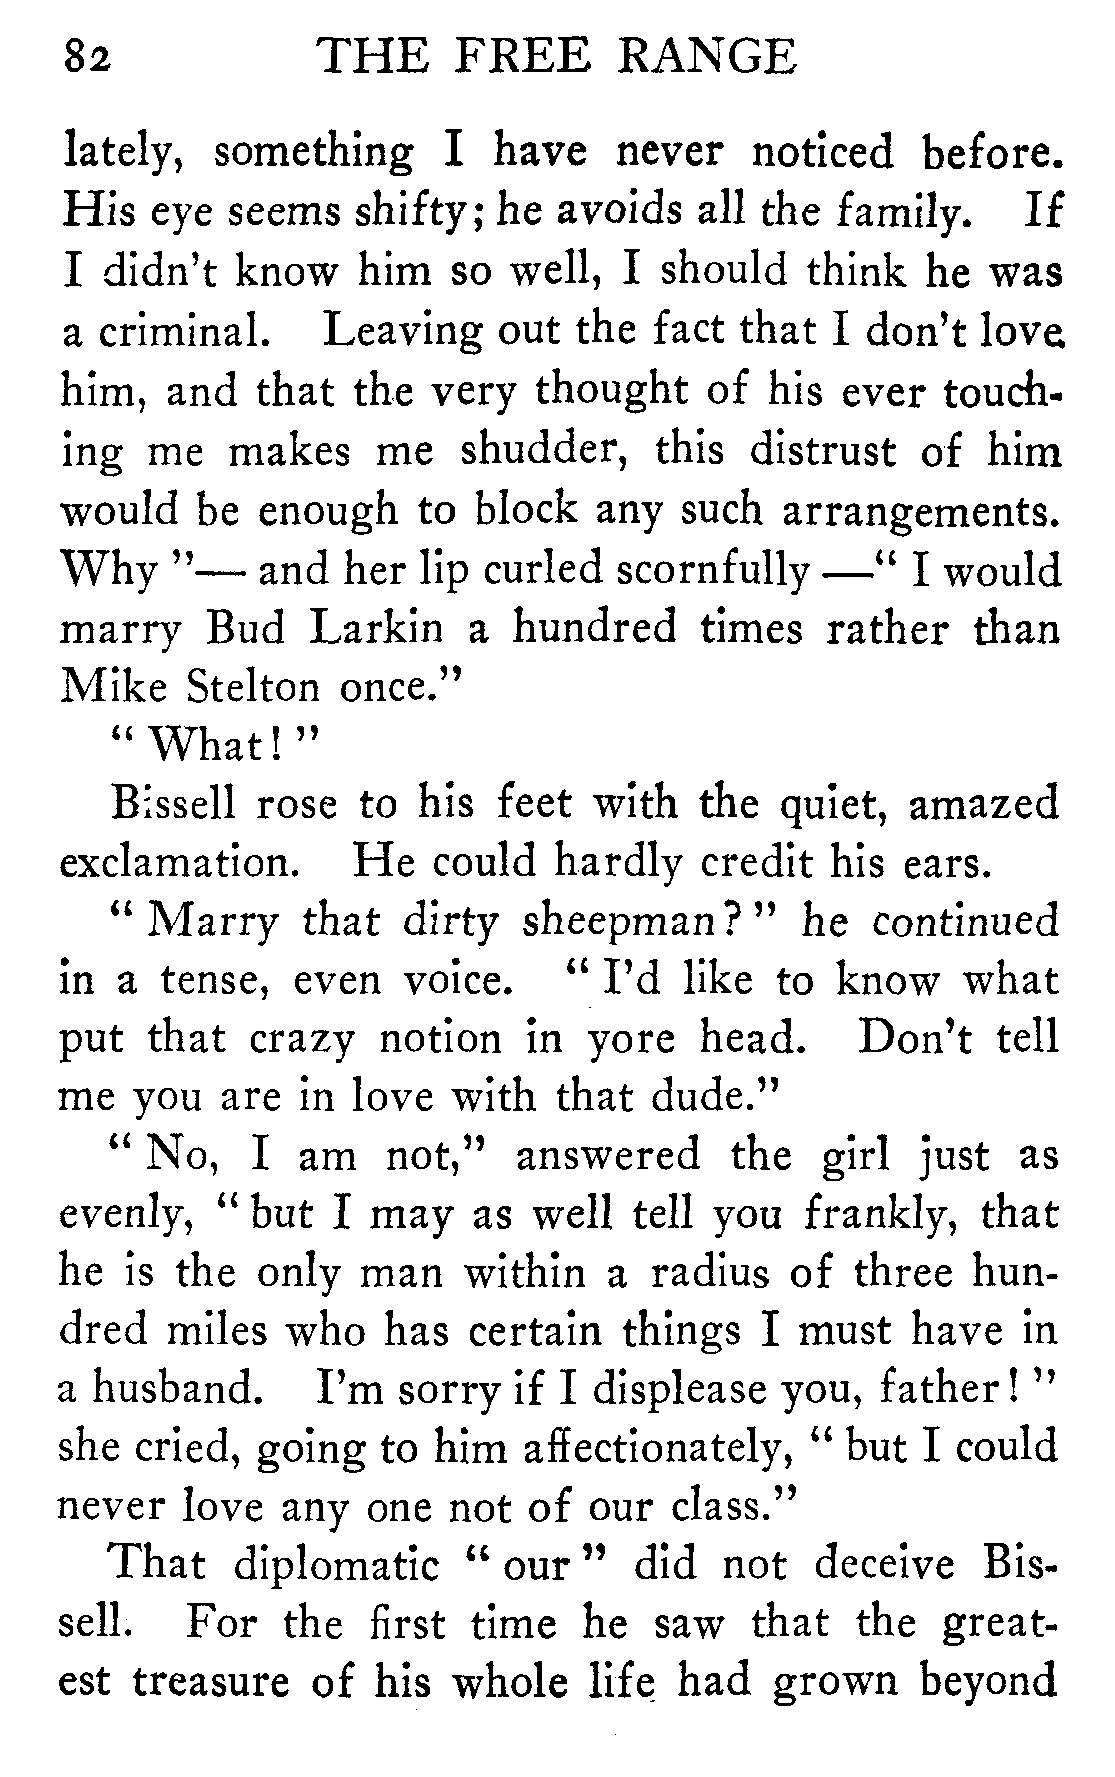 82 THE FREE RANGE
lately, something I have never noticed before.
His eye seems shifty; he avoids all the family. If
I didn't know him so well, I should think he was
a criminal. Leaving out the fact that I don't love
him, and that the very thought of his ever touch-
ing me makes me shudder, this distrust of him
would be enough to block any such arrangements.
Why "— and her lip curled scornfully —" I would
marry Bud Larkin a hundred times rather than
Mike Stelton once."
" What! "
Bissell rose to his feet with the quiet, amazed
exclamation. He could hardly credit his ears.
" Marry that dirty sheepman? " he continued
in a tense, even voice. " I'd like to know what
put that crazy notion in yore head. Don't tell
me you are in love with that dude."
" No, I am not," answered the girl just as
evenly, " but I may as well tell you frankly, that
he is the only man within a radius of three hun-
dred miles who has certain things I must have in
a husband. I'm sorry if I displease you, father! "
she cried, going to him affectionately, " but I could
never love any one not of our class."
That diplomatic " our " did not deceive Bis-
sell. For the first time he saw that the great-
est treasure of his whole life had grown beyond